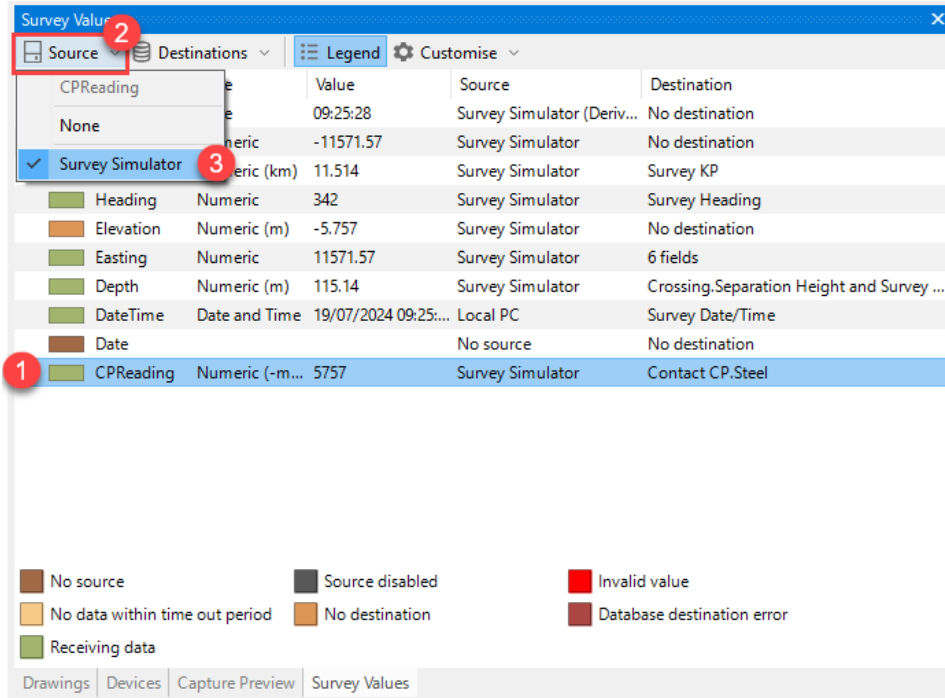 Survey Value
2
Source Destinations Legend Customise
e Value Source Destination
CPReading
e 09:25:28 Survey Simulator (Deriv... No destination
None
neric -11571.57 Survey Simulator No destination
Survey Simulator 3 eric (km) 11.514 Survey Simulator Survey KP
Heading Numeric 342 Survey Simulator Survey Heading
Elevation Numeric (m) -5.757 Survey Simulator No destination
Easting Numeric 11571.57 Survey Simulator 6 fields
Depth Numeric (m) 115.14 Survey Simulator Crossing.Separation Height and Survey ...
DateTime Date and Time 19/07/2024 09:25:... Local PC Survey Date/Time
Date No source No destination
1 CPReading Numeric (-m... 5757 Survey Simulator Contact CP.Steel
No source Source disabled Invalid value
No data within time out period No destination Database destination error
Receiving data
Drawings Devices Capture Preview Survey Values